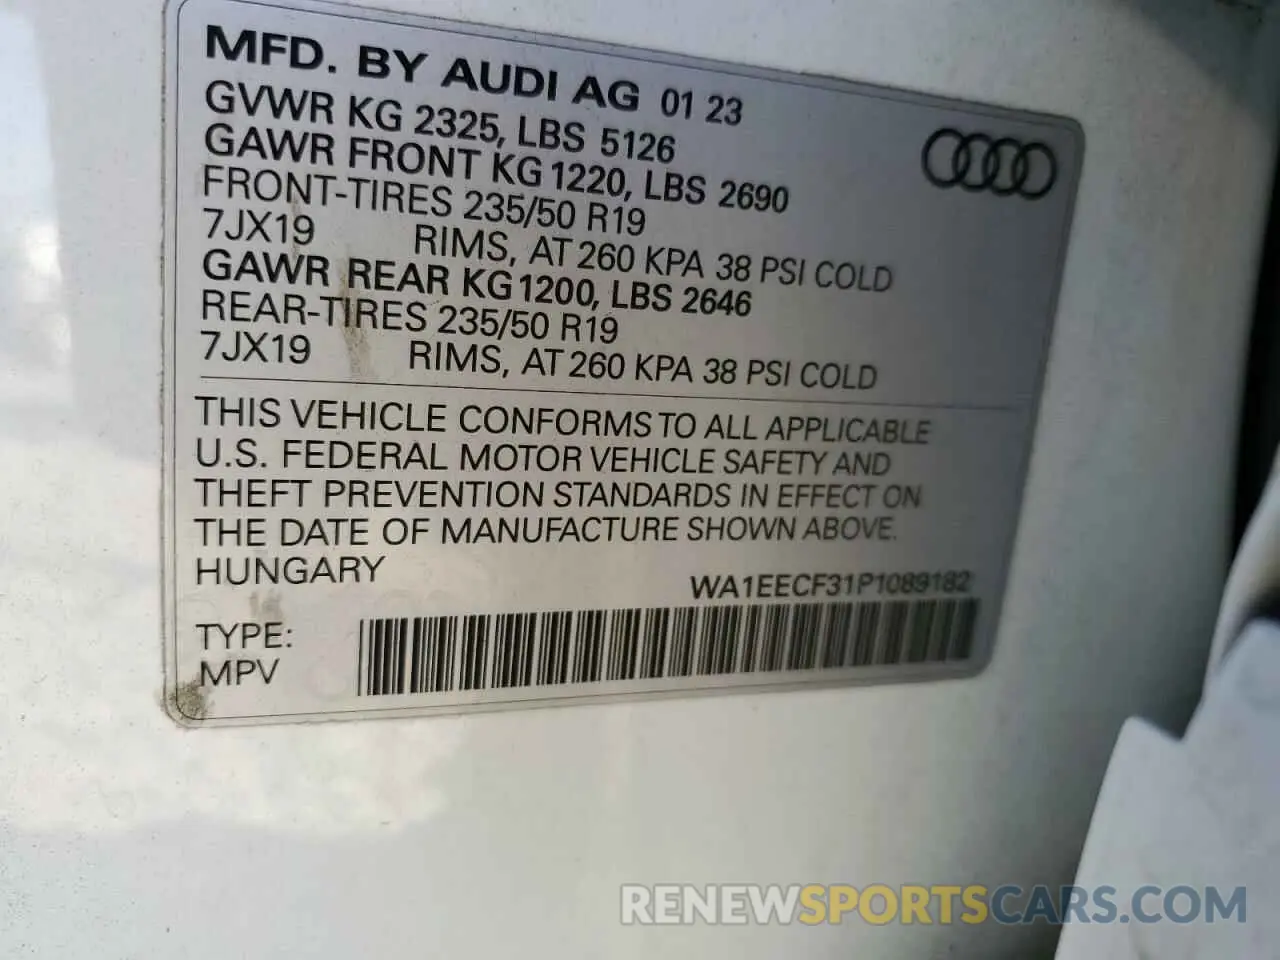 MFD. BY AUDI AG 01 23
GVWR KG 2325, LBS 5126
GAWR FRONT KG 1220, LBS 2690
FRONT-TIRES 235/50 R19
7JX19 RIMS, AT 260 KPA 38 PSI COLD
GAWR REAR KG 1200, LBS 2646
REAR-TIRES 235/50 R19
7JX19 RIMS, AT 260 KPA 38 PSI COLD
THIS VEHICLE CONFORMS TO ALL APPLICABLE
U.S. FEDERAL MOTOR VEHICLE SAFETY AND
THEFT PREVENTION STANDARDS IN EFFECT ON
THE DATE OF MANUFACTURE SHOWN ABOVE.
HUNGARY
WA1EECF31P1089182
TYPE:
MPV
RENEWSPORTSCARS.COM